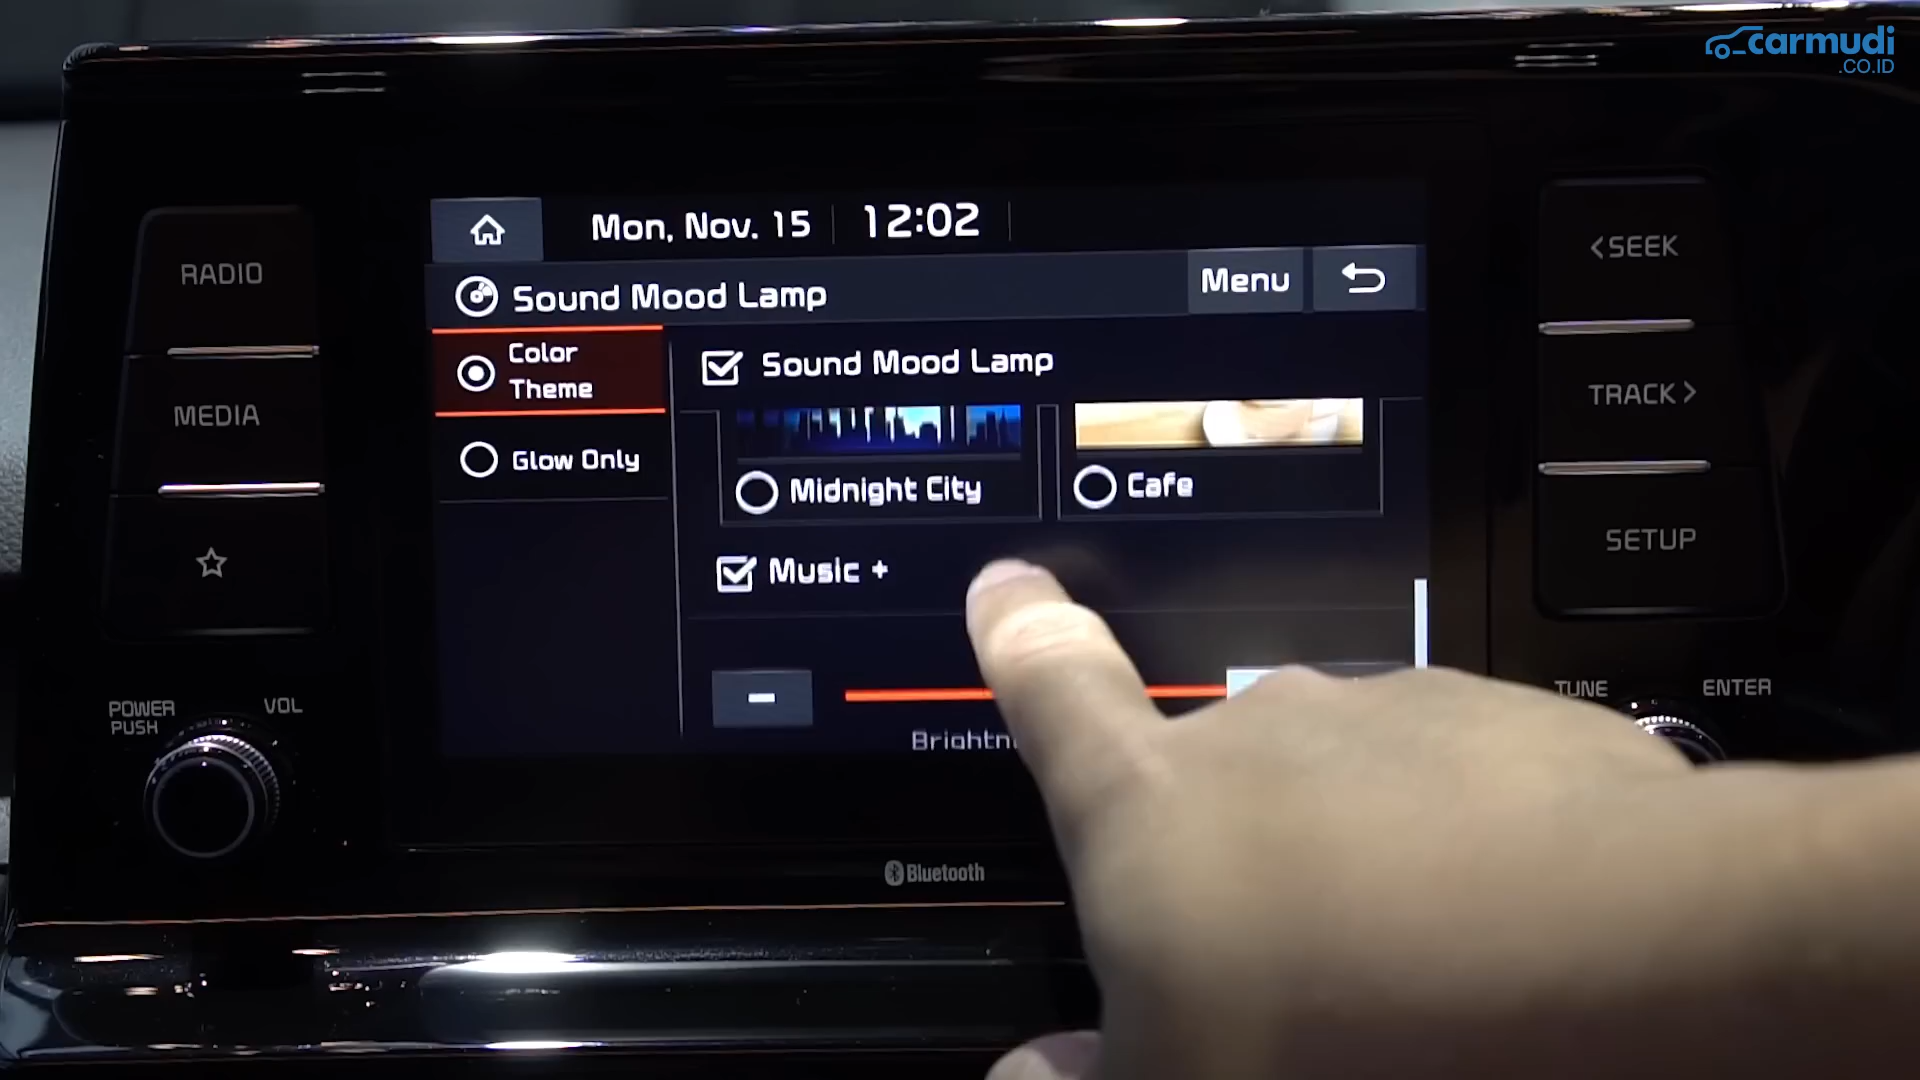 carmudi
.CO.ID
RADIO
MEDIA
POWER
PUSH
VOL
Mon, Nov. 15
12:02
Sound Mood Lamp
Menu
Color
Theme
Glow Only
Sound Mood Lamp
Midnight City
Cafe
Music +
Bluetooth
<SEEK
TRACK>
SETUP
TUNE
ENTER